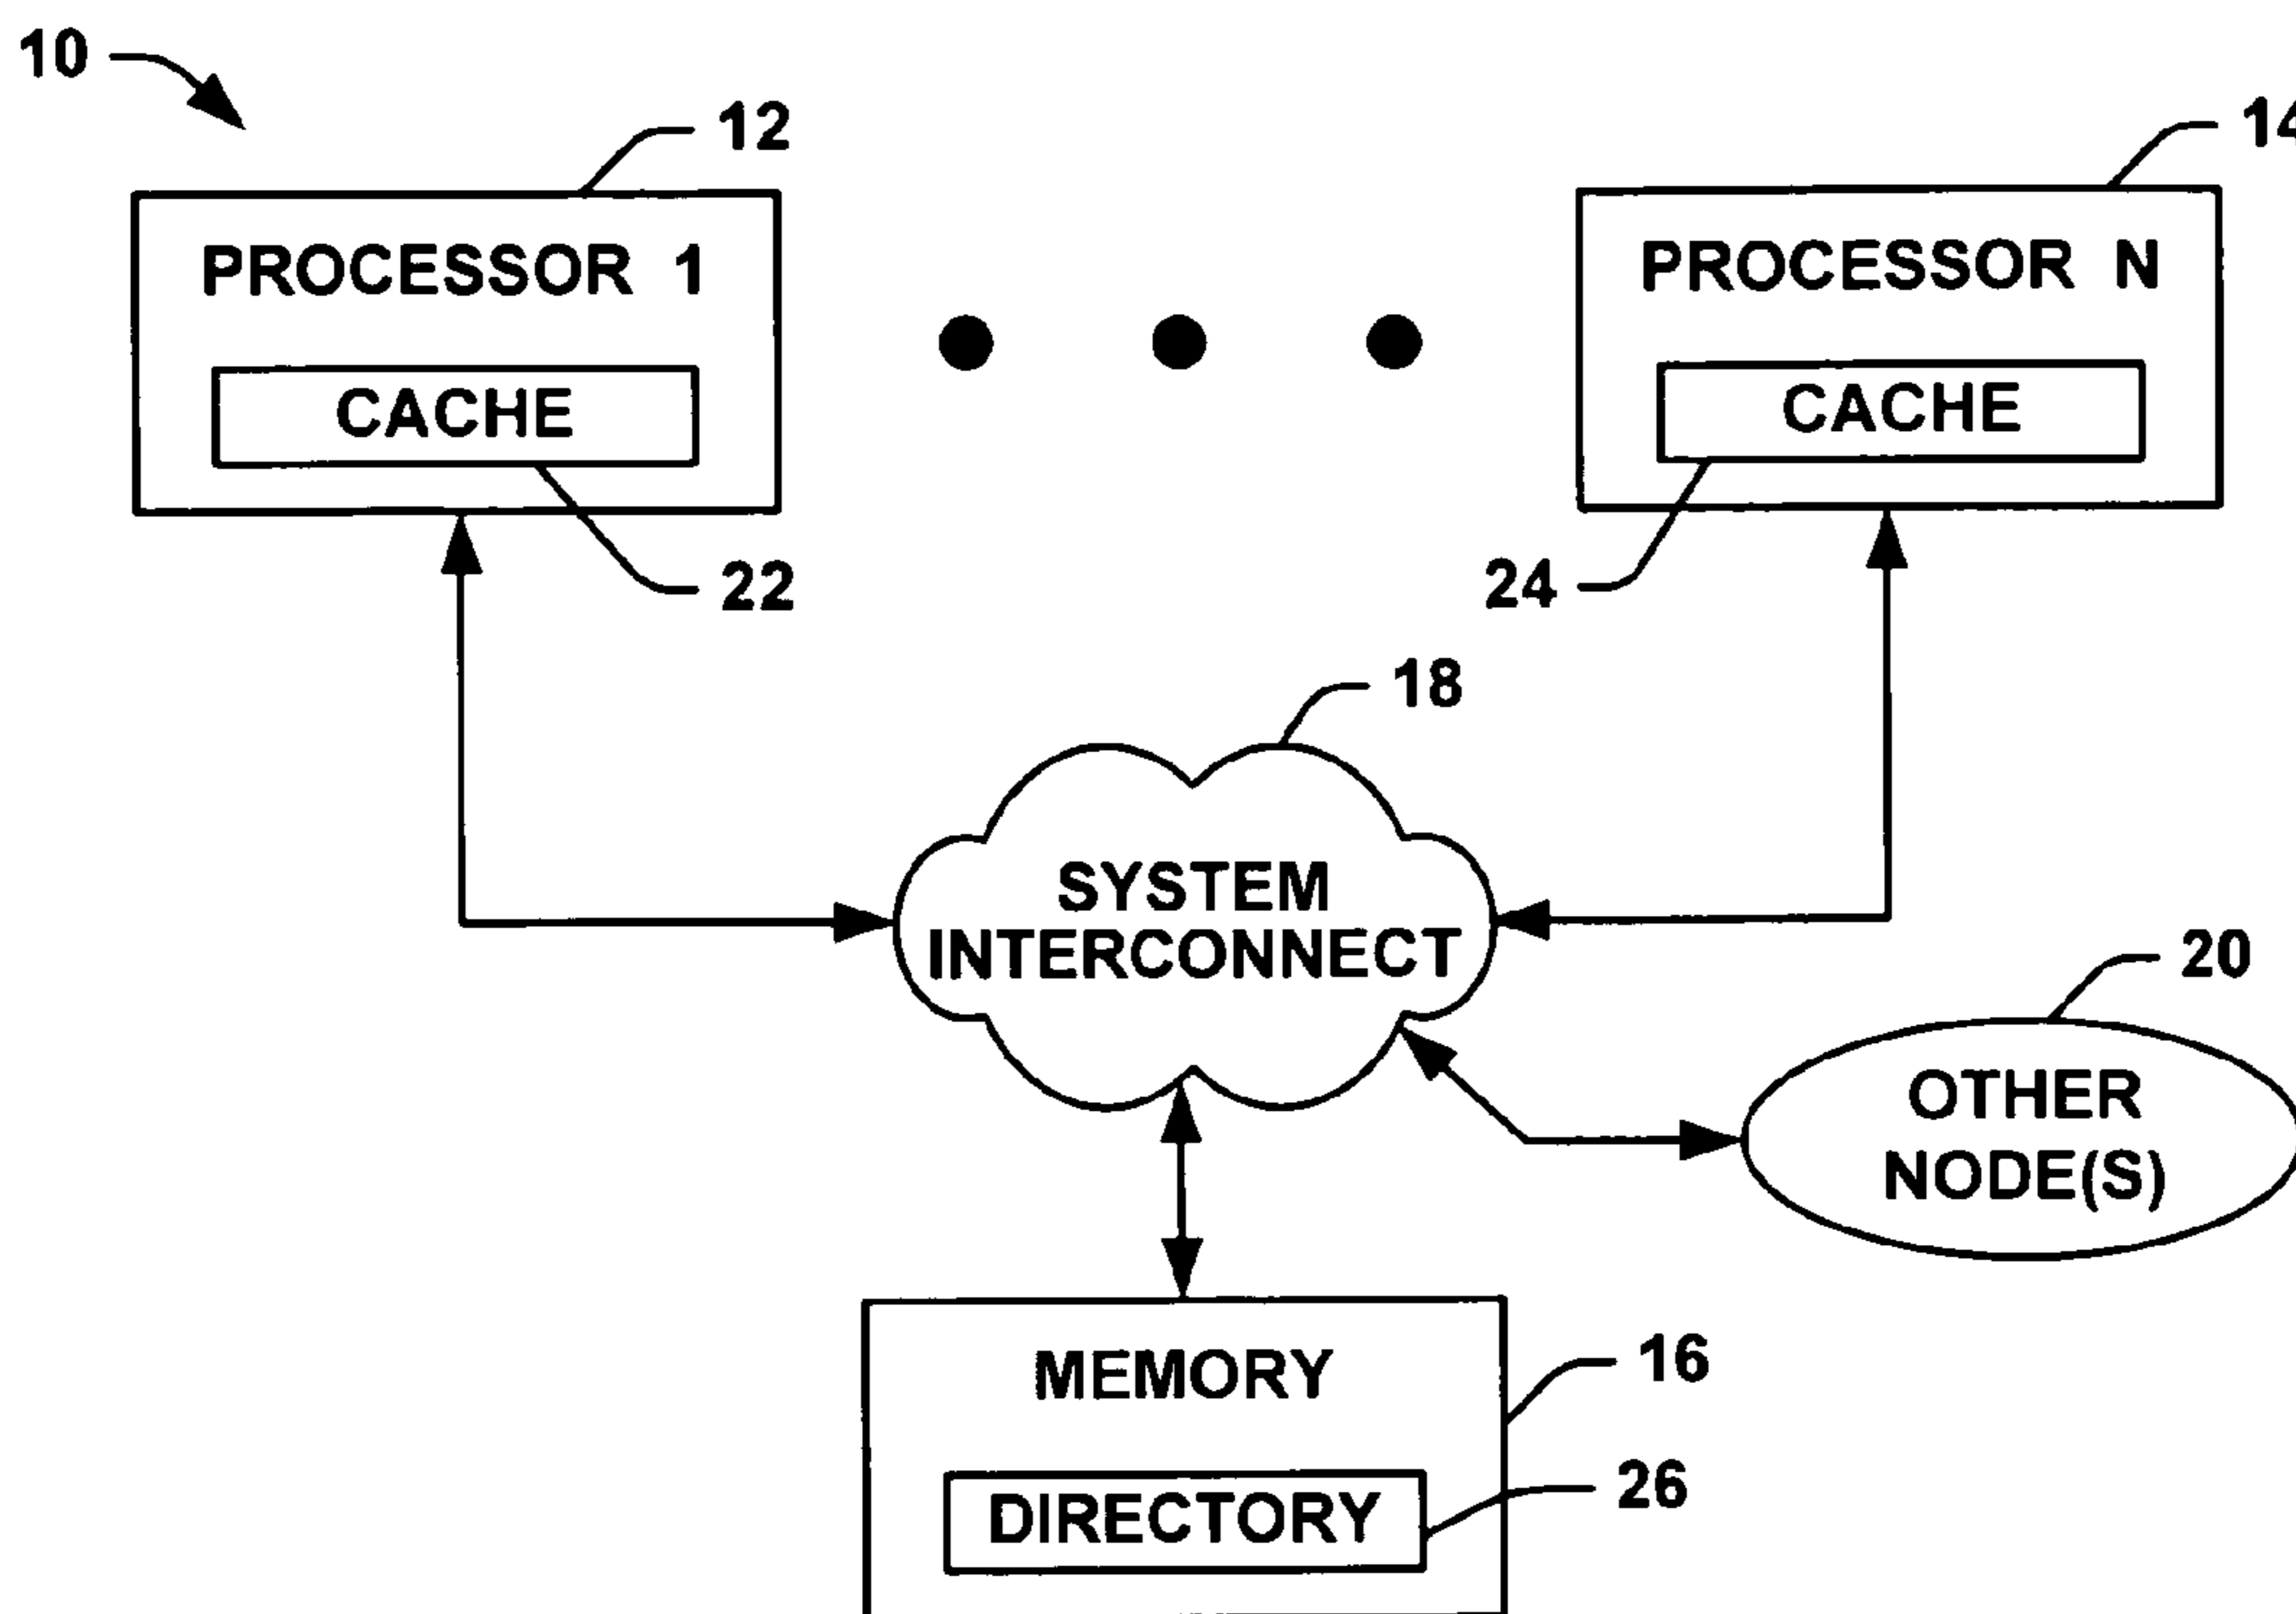 10
12
14
PROCESSOR 1
PROCESSOR N
CACHE
CACHE
22
24
18
SYSTEM
INTERCONNECT
20
OTHER
NODE(S)
MEMORY
16
DIRECTORY
26